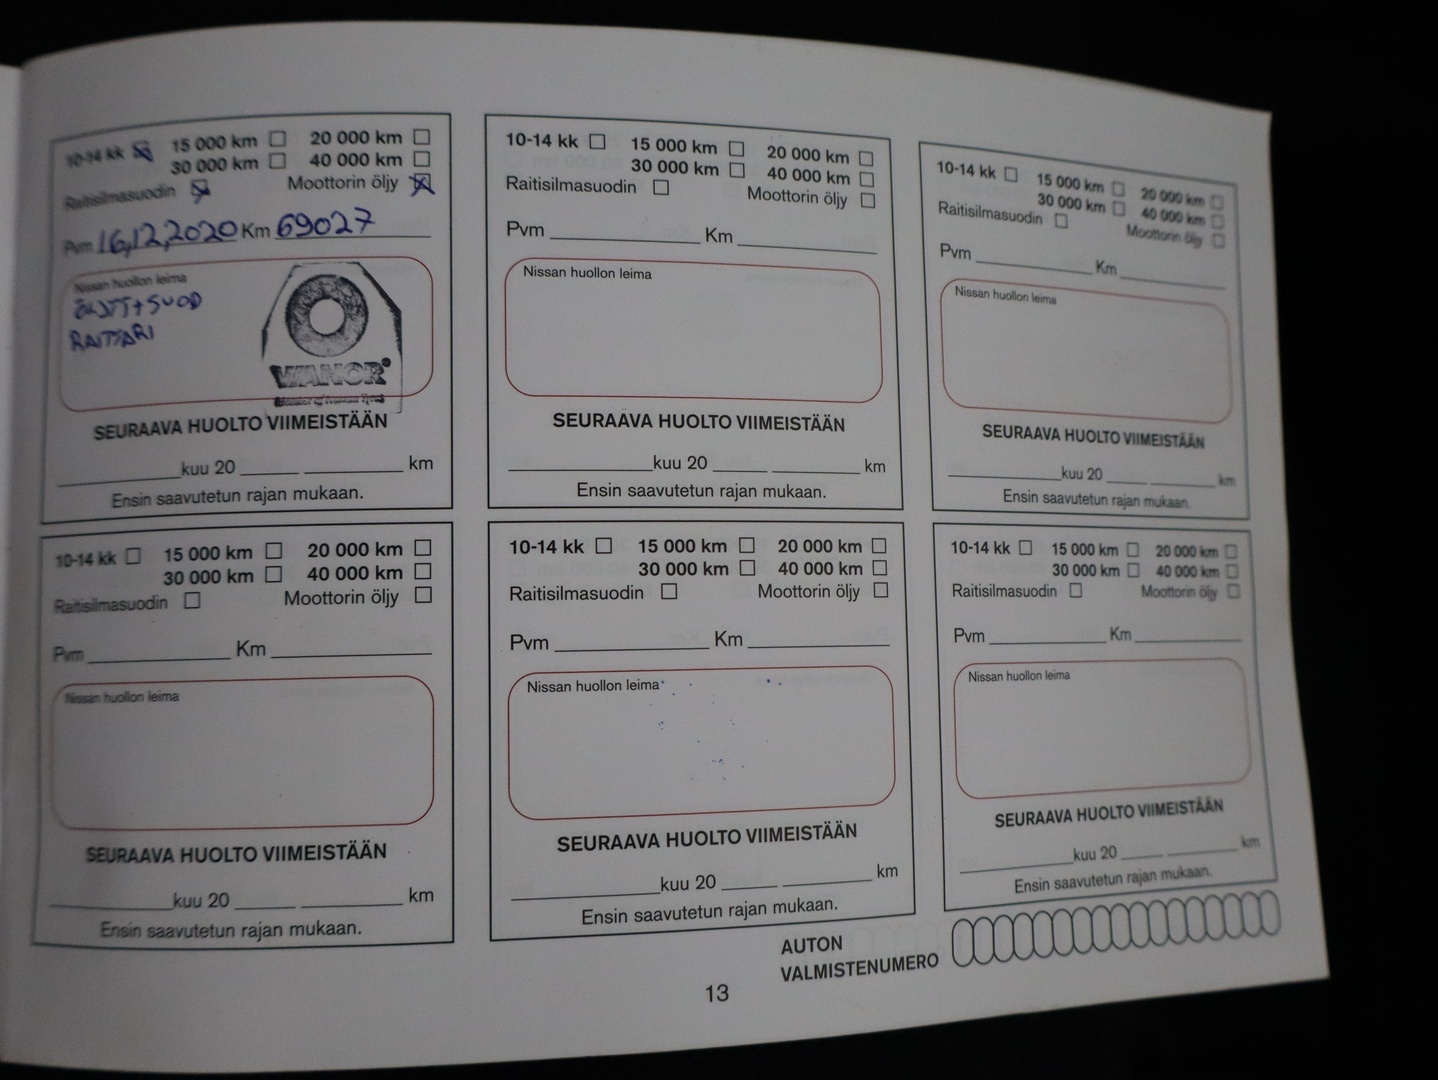 10-14 kk 15 000 km 20 000 km
30 000 km 40 000 km
Raitisilmasuodin Moottorin öljy
Pvm 16,12,2020 Km 69027
Nissan huollon leima
ÖLJYT+SUOD
RAITTARI
VIANOR
SEURAAVA HUOLTO VIIMEISTÄÄN
kuu 20 km
Ensin saavutetun rajan mukaan.
10-14 kk 15 000 km 20 000 km
30 000 km 40 000 km
Raitisilmasuodin Moottorin öljy
Pvm Km
Nissan huollon leima
SEURAAVA HUOLTO VIIMEISTÄÄN
kuu 20 km
Ensin saavutetun rajan mukaan.
10-14 kk 15 000 km 20 000 km
30 000 km 40 000 km
Raitisilmasuodin Moottorin öljy
Pvm Km
Nissan huollon leima
SEURAAVA HUOLTO VIIMEISTÄÄN
kuu 20 km
Ensin saavutetun rajan mukaan.
10-14 kk 15 000 km 20 000 km
30 000 km 40 000 km
Raitisilmasuodin Moottorin öljy
Pvm Km
Nissan huollon leima
SEURAAVA HUOLTO VIIMEISTÄÄN
kuu 20 km
Ensin saavutetun rajan mukaan.
10-14 kk 15 000 km 20 000 km
30 000 km 40 000 km
Raitisilmasuodin Moottorin öljy
Pvm Km
Nissan huollon leima
SEURAAVA HUOLTO VIIMEISTÄÄN
kuu 20 km
Ensin saavutetun rajan mukaan.
10-14 kk 15 000 km 20 000 km
30 000 km 40 000 km
Raitisilmasuodin Moottorin öljy
Pvm Km
Nissan huollon leima
SEURAAVA HUOLTO VIIMEISTÄÄN
kuu 20 km
Ensin saavutetun rajan mukaan.
AUTON
VALMISTENUMERO
13